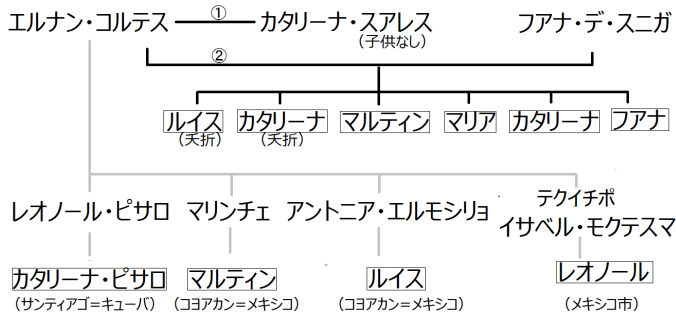 エルナン・コルテス ① カタリーナ・スアレス フアナ・デ・スニガ
(子供なし)
②
ルイス カタリーナ マルティン マリア カタリーナ フアナ
(夭折) (夭折)
テクイチポ
レオノール・ピサロ マリンチェ アントニア・エルモシリョ イサベル・モクテスマ
カタリーナ・ピサロ マルティン ルイス レオノール
(サンティアゴ=キューバ) (コヨアカン=メキシコ) (コヨアカン=メキシコ) (メキシコ市)